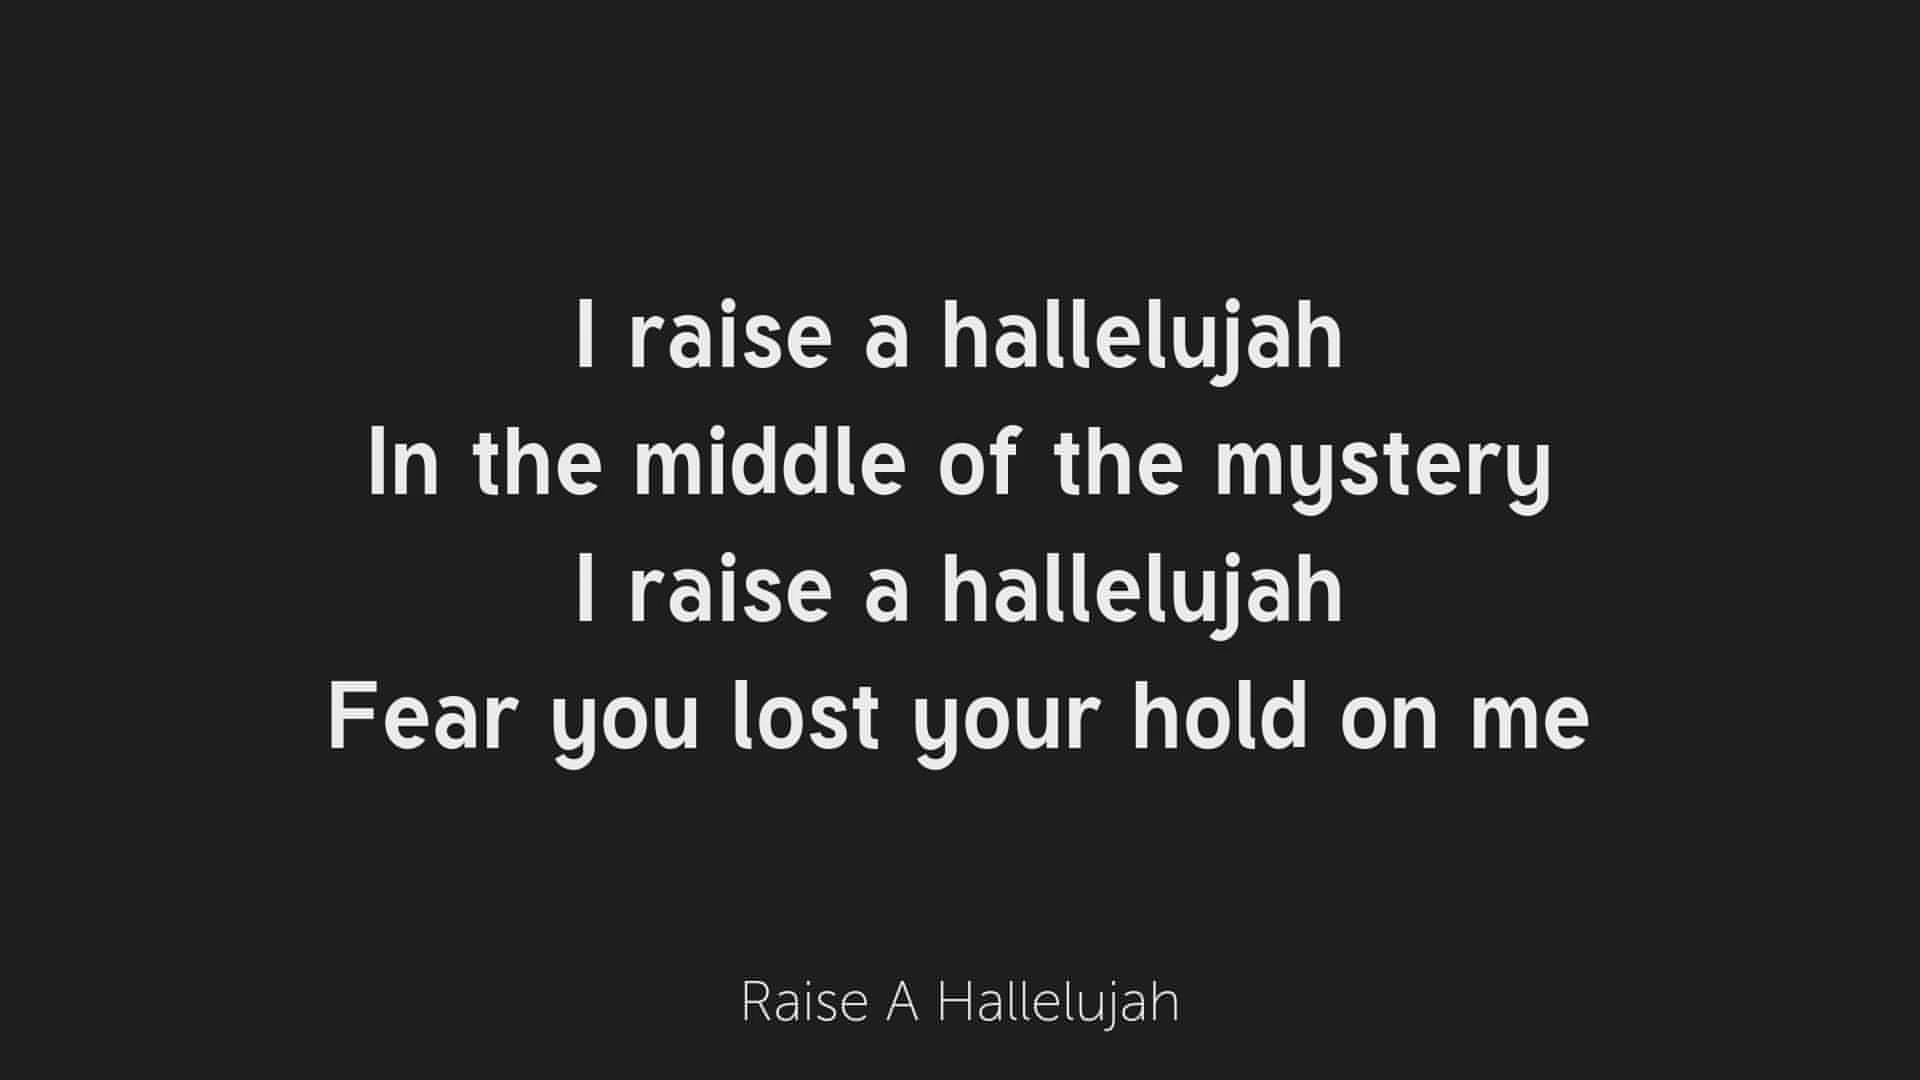 I raise a hallelujah
In the middle of the mystery
I raise a hallelujah
Fear you lost your hold on me
Raise A Hallelujah